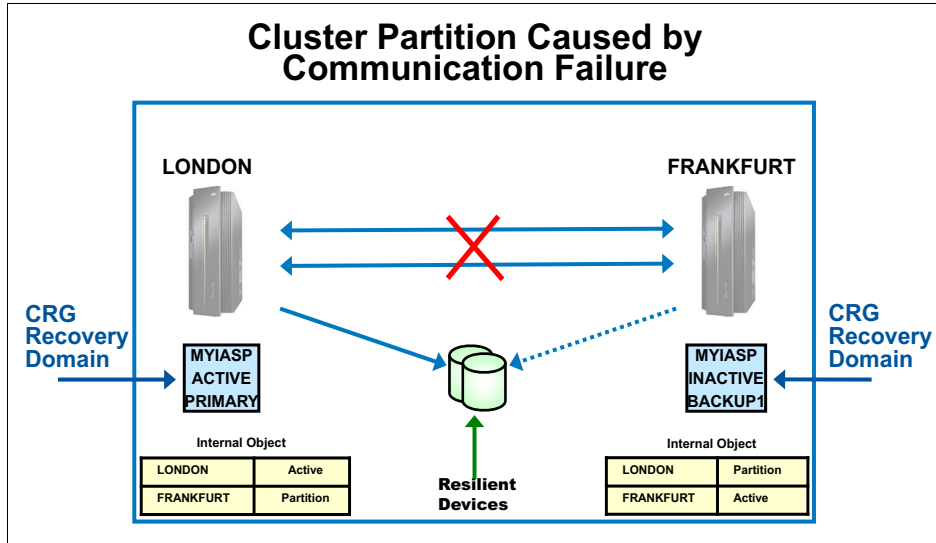 Cluster Partition Caused by
Communication Failure
LONDON
FRANKFURT
CRG
Recovery
Domain
CRG
Recovery
Domain
MYIASP
ACTIVE
PRIMARY
MYIASP
INACTIVE
BACKUP1
Internal Object
LONDON Active
FRANKFURT Partition
Resilient
Devices
Internal Object
LONDON Partition
FRANKFURT Active